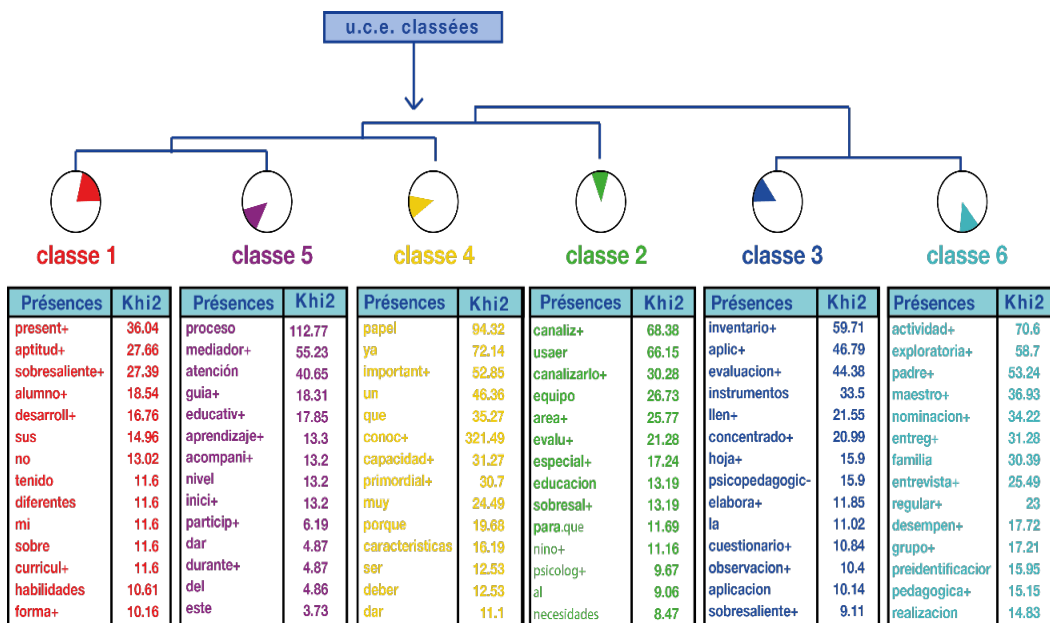 u.c.e. classées
classe 1
classe 5
classe 4
classe 2
classe 3
classe 6
Présences Khi2
present+ 36.04
aptitud+ 27.66
sobresaliente+ 27.39
alumno+ 18.54
desarroll+ 16.76
sus 14.96
no 13.02
tenido 11.6
diferentes 11.6
mi 11.6
sobre 11.6
curricul+ 11.6
habilidades 10.61
forma+ 10.16
Présences Khi2
proceso 112.77
mediador+ 55.23
atención 40.65
guia+ 18.31
educativ+ 17.85
aprendizaje+ 13.3
acompani+ 13.2
nivel 13.2
inici+ 13.2
particip+ 6.19
dar 4.87
durante+ 4.87
del 4.86
este 3.73
Présences Khi2
papel 94.32
ya 72.14
important+ 52.85
un 46.36
que 35.27
conoc+ 321.49
capacidad+ 31.27
primordial+ 30.7
muy 24.49
porque 19.68
caracteristicas 16.19
ser 12.53
deber 12.53
dar 11.1
Présences Khi2
canaliz+ 68.38
usaer 66.15
canalizarlo+ 30.28
equipo 26.73
area+ 25.77
evalu+ 21.28
especial+ 17.24
educacion 13.19
sobresal+ 13.19
para.que 11.69
nino+ 11.16
psicolog+ 9.67
al 9.06
necesidades 8.47
Présences Khi2
inventario+ 59.71
aplic+ 46.79
evaluacion+ 44.38
instrumentos 33.5
llen+ 21.55
concentrado+ 20.99
hoja+ 15.9
psicopedagogic- 15.9
elabora+ 11.85
la 11.02
cuestionario+ 10.84
observacion+ 10.4
aplicacion 10.14
sobresaliente+ 9.11
Présences Khi2
actividad+ 70.6
exploratoria+ 58.7
padre+ 53.24
maestro+ 36.93
nominacion+ 34.22
entreg+ 31.28
familia 30.39
entrevista+ 25.49
regular+ 23
desempen+ 17.72
grupo+ 17.21
preidentificacior 15.95
pedagogica+ 15.15
realizacion 14.83